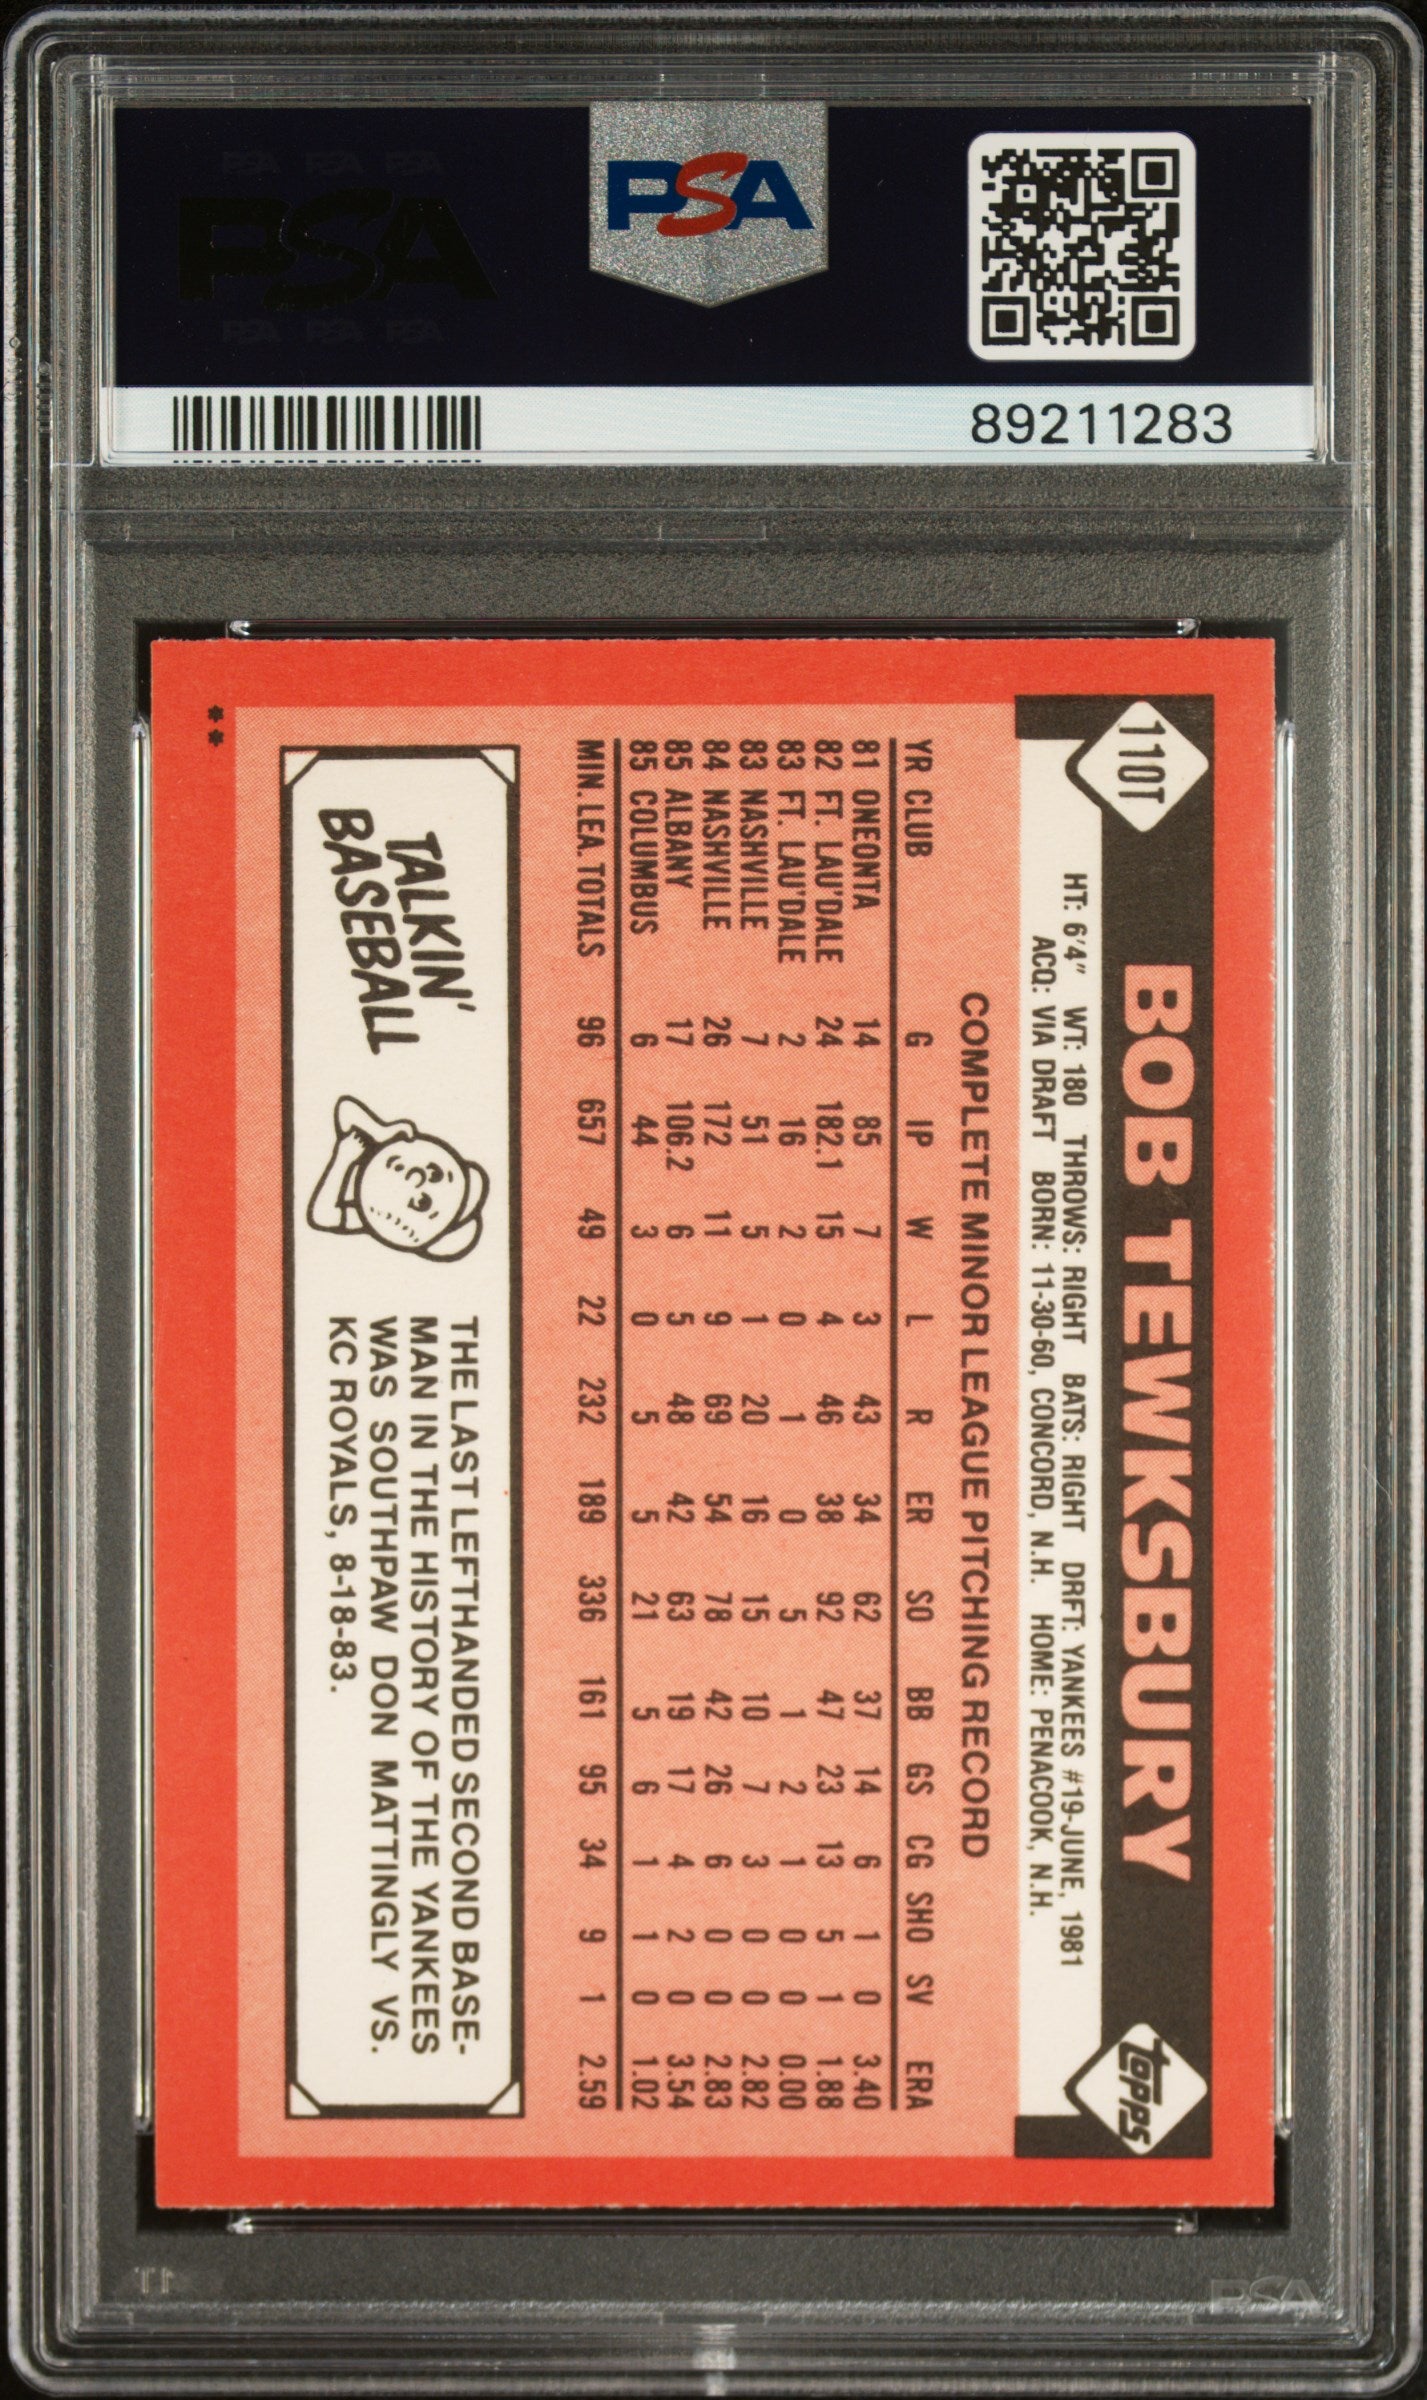 PSA PSA PSA
PSA
PSA PSA PSA
PSA
89211283
110T
BOB TEWKSBURY
topps
HT: 6'4" WT: 180 THROWS: RIGHT BATS: RIGHT DRFT: YANKEES #19-JUNE, 1981
ACQ: VIA DRAFT BORN: 11-30-60, CONCORD, N.H. HOME: PENACOOK, N.H.
COMPLETE MINOR LEAGUE PITCHING RECORD
YR CLUB G IP W L R ER SO BB GS CG SHO SV ERA
81 ONEONTA 14 85 7 3 43 34 62 37 14 6 1 0 3.40
82 FT. LAU'DALE 24 182.1 15 4 46 38 92 47 23 13 5 1 1.88
83 FT. LAU'DALE 2 16 2 0 1 0 5 1 2 1 0 0 0.00
83 NASHVILLE 7 51 5 1 20 16 15 10 7 3 0 0 2.82
84 NASHVILLE 26 172 11 9 69 54 78 42 26 6 0 0 2.83
85 ALBANY 17 106.2 6 5 48 42 63 19 17 4 2 0 3.54
85 COLUMBUS 6 44 3 0 5 5 21 5 6 1 1 0 1.02
MIN. LEA. TOTALS 96 657 49 22 232 189 336 161 95 34 9 1 2.59
TALKIN'
BASEBALL
THE LAST LEFTHANDED SECOND BASE-
MAN IN THE HISTORY OF THE YANKEES
WAS SOUTHPAW DON MATTINGLY VS.
KC ROYALS, 8-18-83.
**
PSA